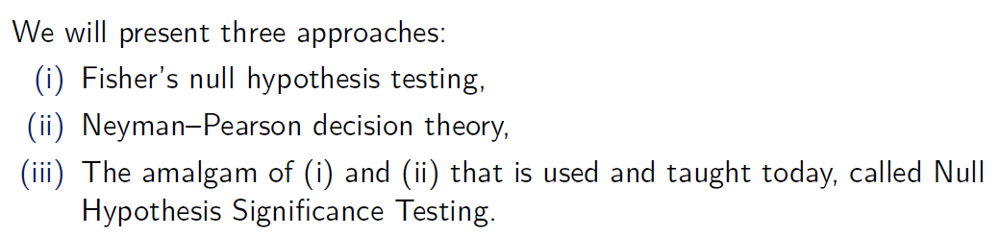 We will present three approaches:
(i) Fisher's null hypothesis testing,
(ii) Neyman–Pearson decision theory,
(iii) The amalgam of (i) and (ii) that is used and taught today, called Null
Hypothesis Significance Testing.